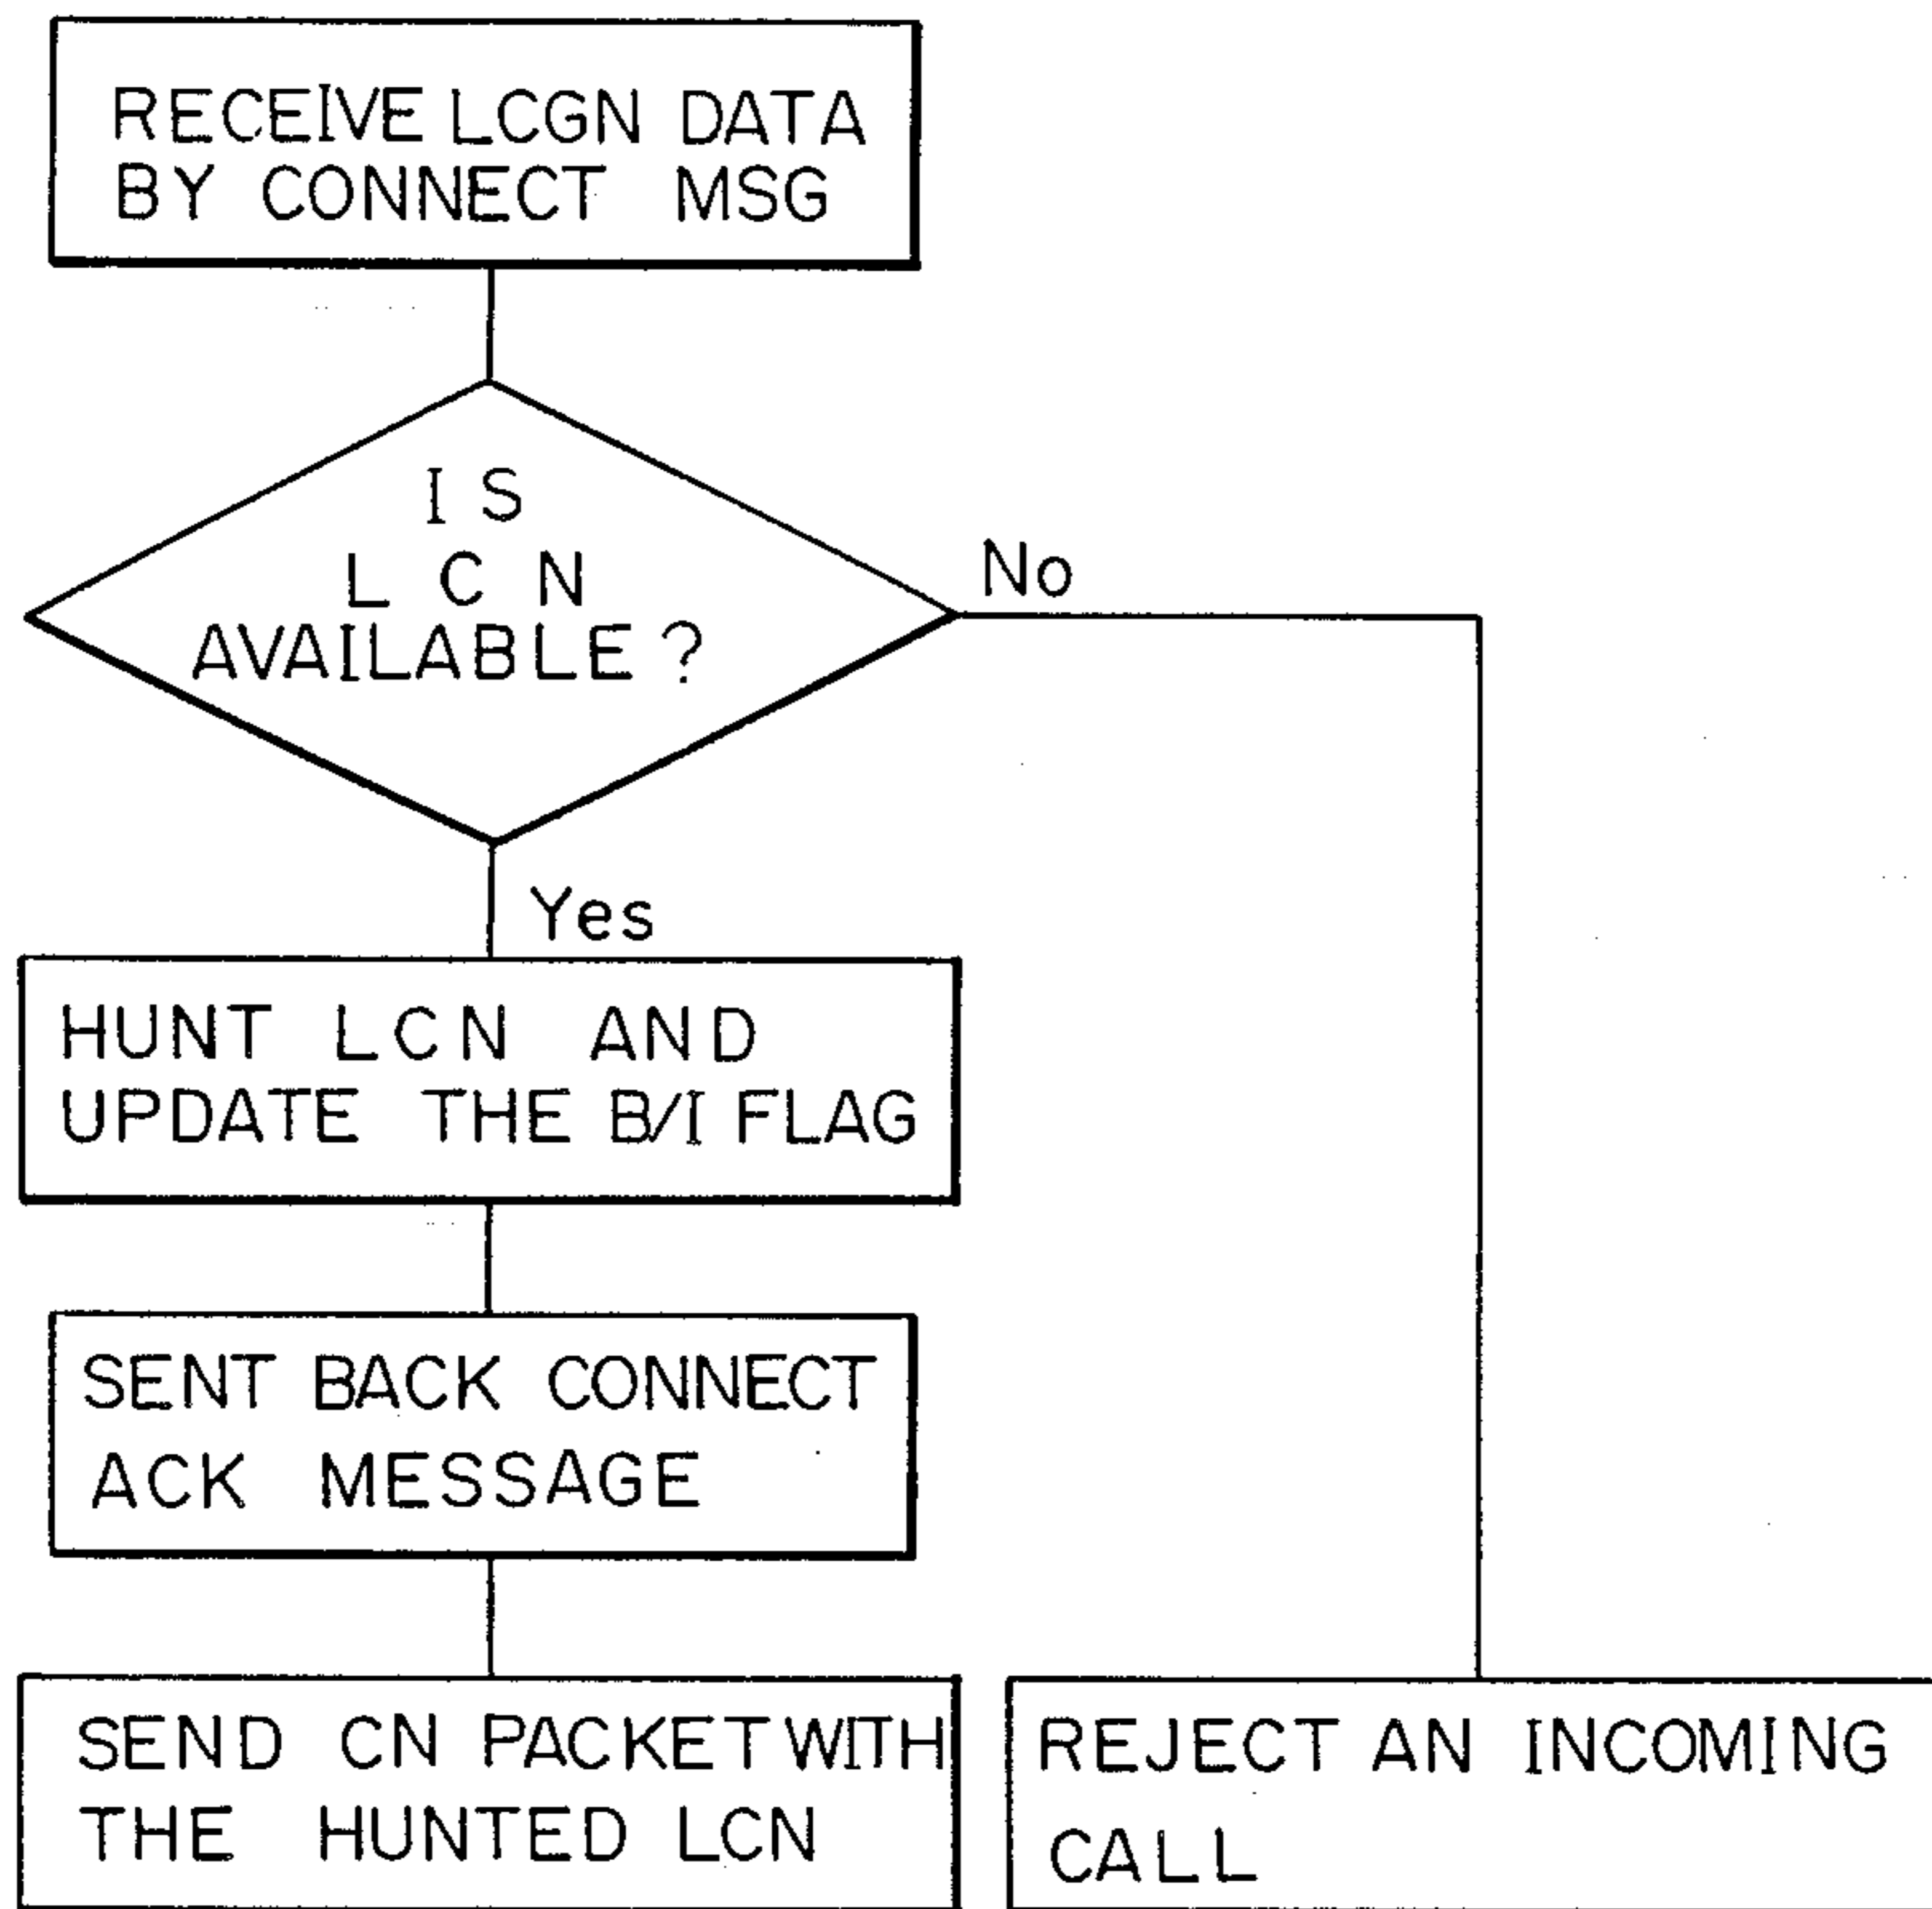 RECEIVE LCGN DATA
BY CONNECT MSG
IS
LCN
AVAILABLE?
No
Yes
HUNT LCN AND
UPDATE THE B/I FLAG
SENT BACK CONNECT
ACK MESSAGE
SEND CN PACKET WITH
THE HUNTED LCN
REJECT AN INCOMING
CALL